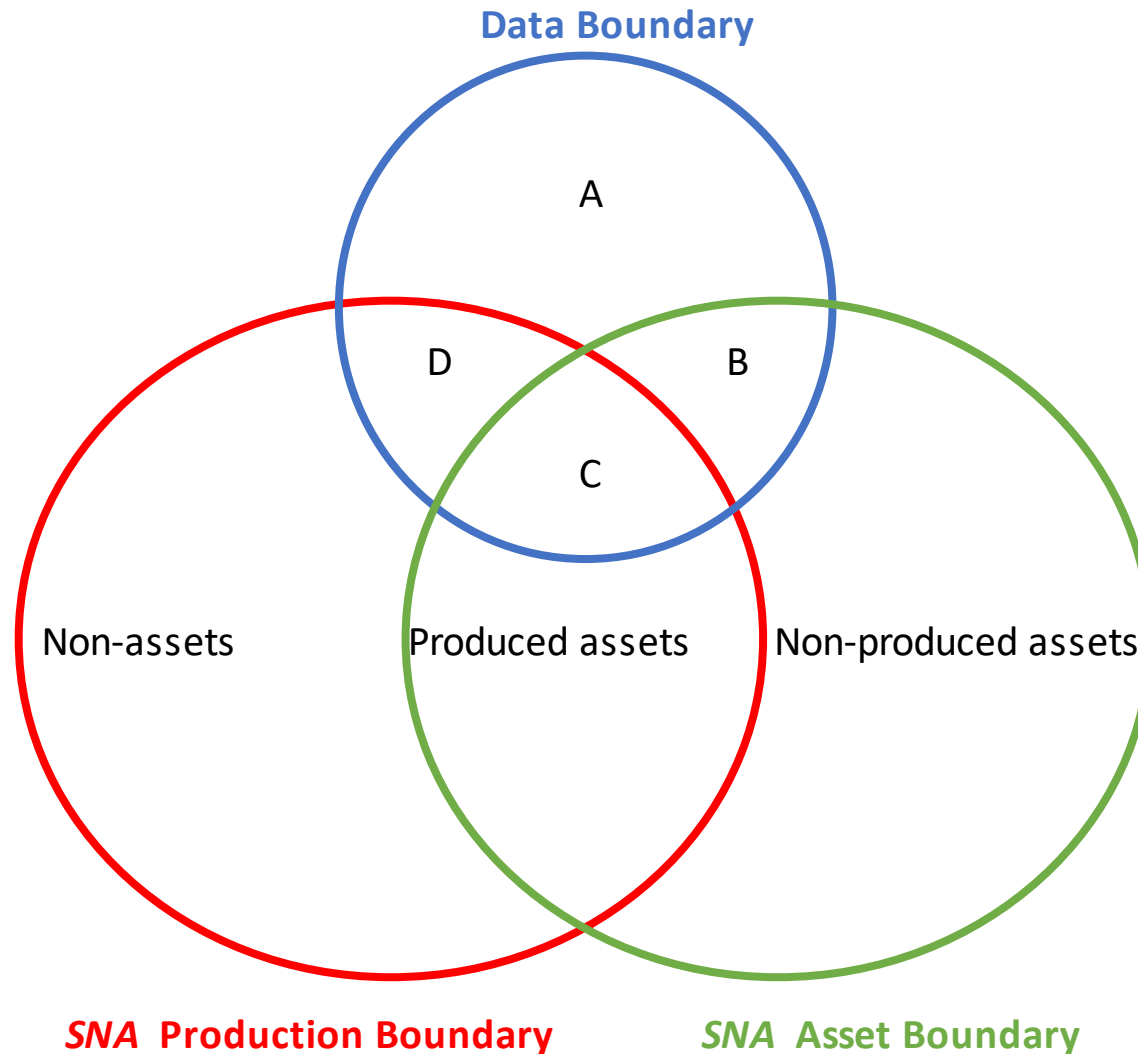 Data Boundary
A
D
B
C
Non-assets
Produced assets
Non-produced assets
SNA Production Boundary
SNA Asset Boundary